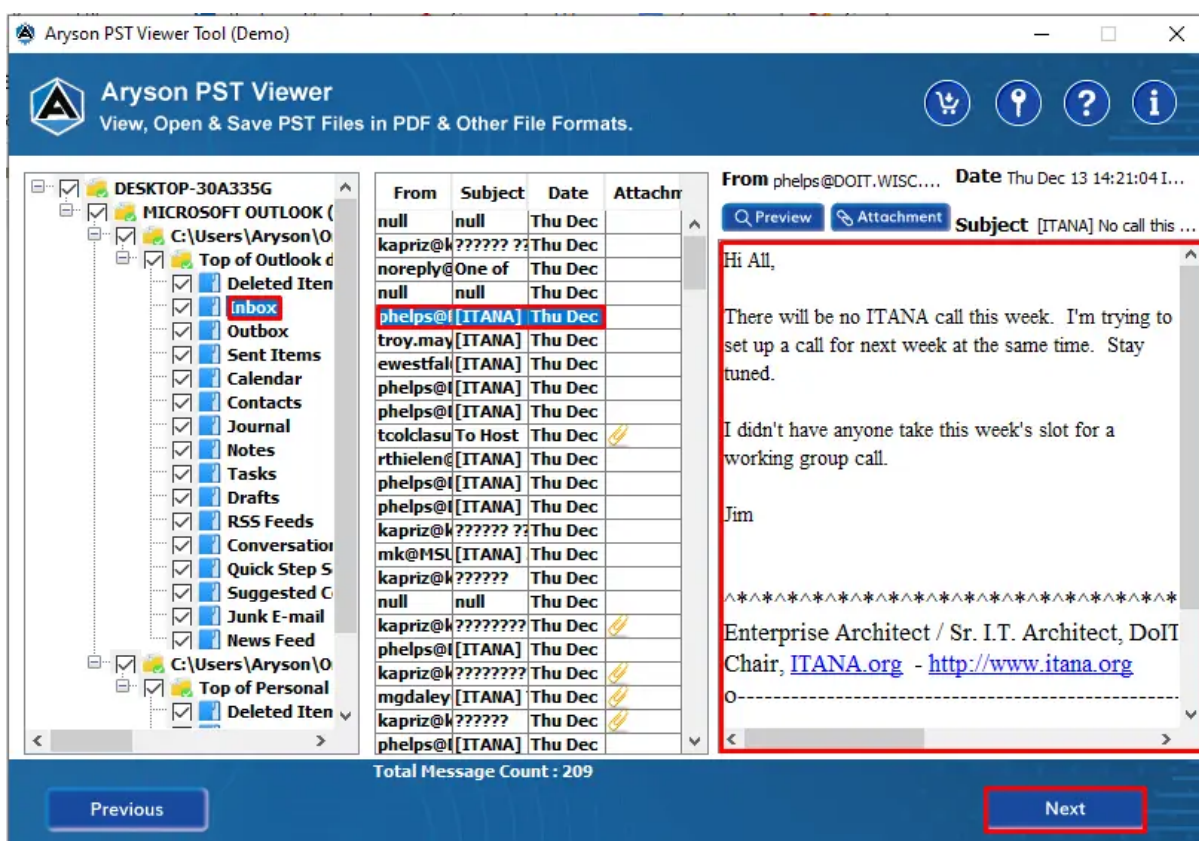 Aryson PST Viewer Tool (Demo)
Aryson PST Viewer
View, Open & Save PST Files in PDF & Other File Formats.
DESKTOP-30A335G
MICROSOFT OUTLOOK (
C:\Users\Aryson\O
Top of Outlook d
Deleted Iten
Inbox
Outbox
Sent Items
Calendar
Contacts
Journal
Notes
Tasks
Drafts
RSS Feeds
Conversation
Quick Step S
Suggested C
Junk E-mail
News Feed
C:\Users\Aryson\O
Top of Personal
Deleted Iten
From Subject Date Attachm
null null Thu Dec
kapriz@k ?????? ?? Thu Dec
noreply@ One of Thu Dec
null null Thu Dec
phelps@ [ITANA] Thu Dec
troy.may [ITANA] Thu Dec
ewestfal [ITANA] Thu Dec
phelps@ [ITANA] Thu Dec
phelps@ [ITANA] Thu Dec
tcolclasu To Host Thu Dec
rthielen@ [ITANA] Thu Dec
phelps@ [ITANA] Thu Dec
phelps@ [ITANA] Thu Dec
kapriz@k ?????? ?? Thu Dec
mk@MSU [ITANA] Thu Dec
kapriz@k ?????? Thu Dec
null null Thu Dec
kapriz@k ???????? Thu Dec
phelps@ [ITANA] Thu Dec
kapriz@k ???????? Thu Dec
mgdaley [ITANA] Thu Dec
kapriz@k ?????? Thu Dec
phelps@ [ITANA] Thu Dec
Total Message Count : 209
From phelps@DOIT.WISC.... Date Thu Dec 13 14:21:04 I...
Preview Attachment Subject [ITANA] No call this ...
Hi All,
There will be no ITANA call this week. I'm trying to
set up a call for next week at the same time. Stay
tuned.
I didn't have anyone take this week's slot for a
working group call.
Jim
^*^*^*^*^*^*^*^*^*^*^*^*^*^*^*^*^*^*
Enterprise Architect / Sr. I.T. Architect, DoIT
Chair, ITANA.org - http://www.itana.org
o------------------------------------------
Previous
Next